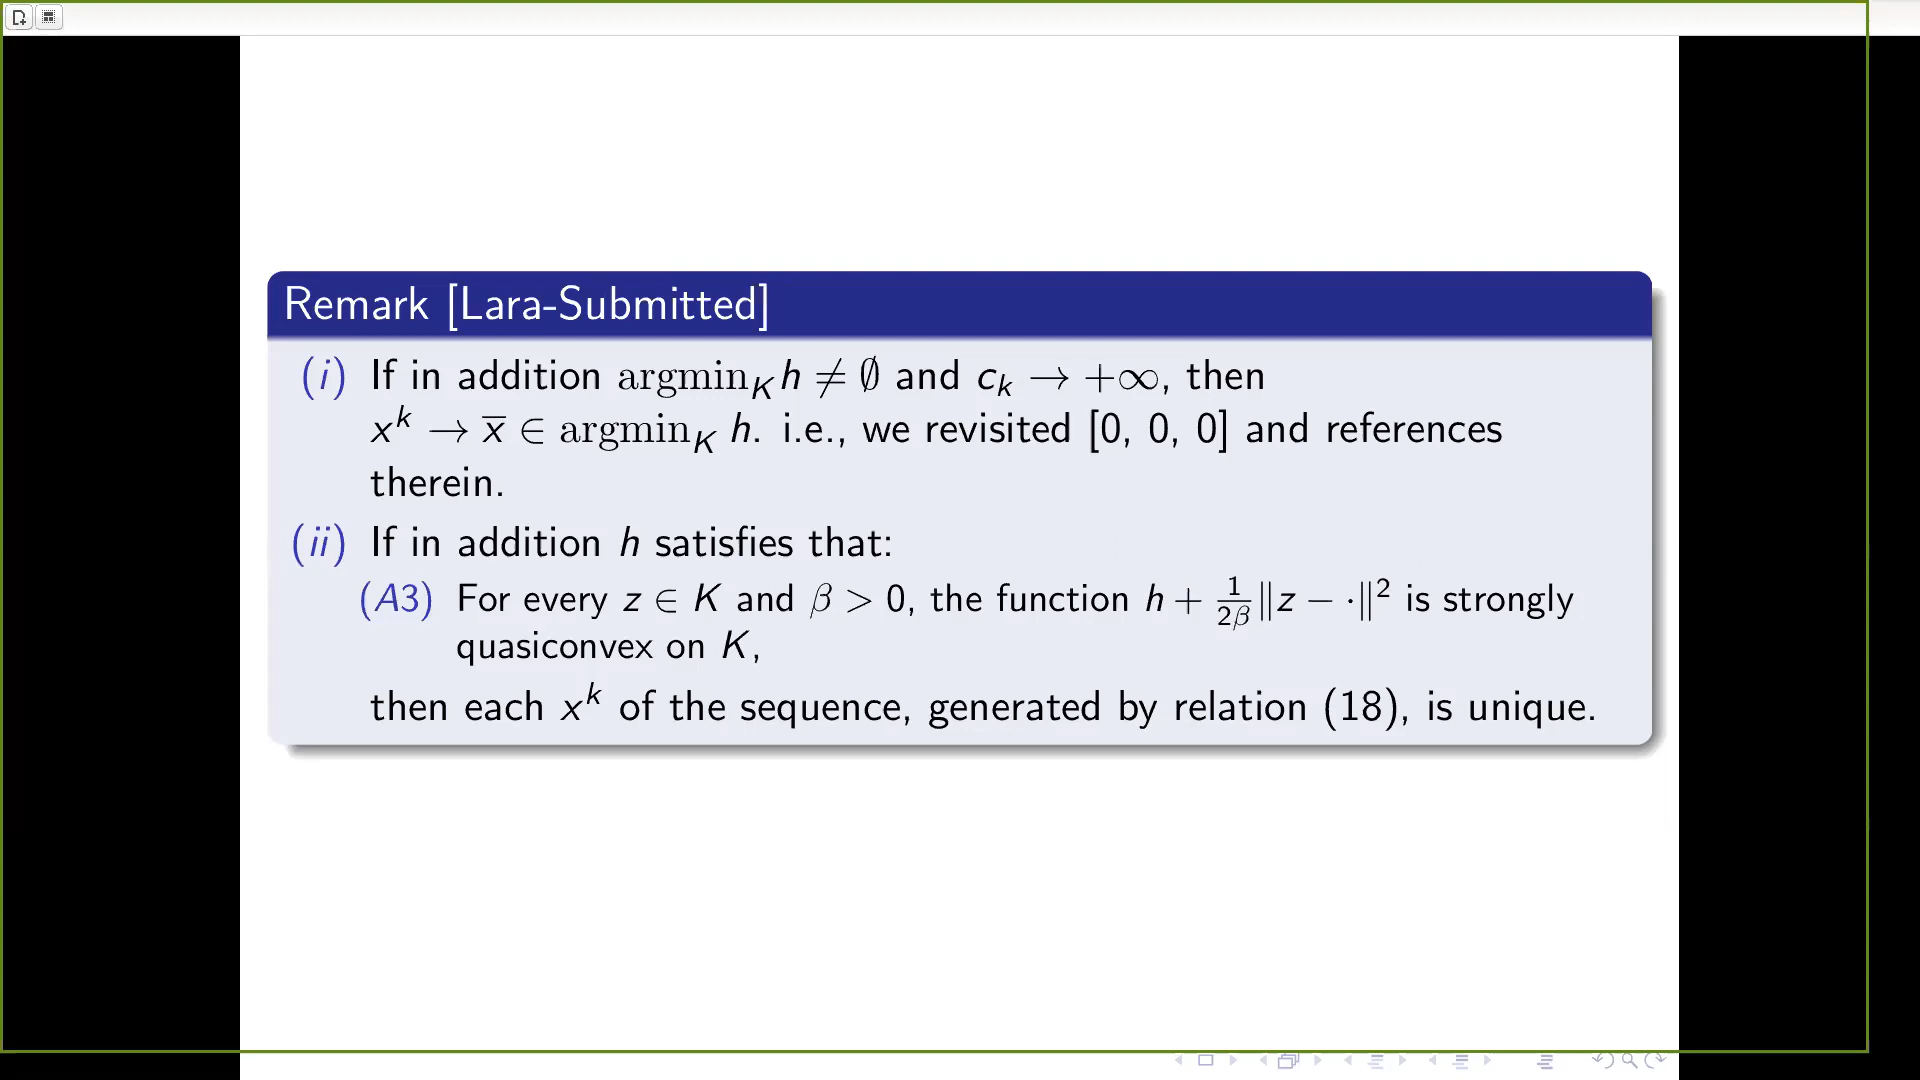 Remark [Lara-Submitted]
(i) If in addition argmin_K h ≠ ∅ and c_k → +∞, then
x^k → x̅ ∈ argmin_K h. i.e., we revisited [0, 0, 0] and references
therein.
(ii) If in addition h satisfies that:
(A3) For every z ∈ K and β > 0, the function h + 1/(2β) ‖z − ·‖² is strongly
quasiconvex on K,
then each x^k of the sequence, generated by relation (18), is unique.